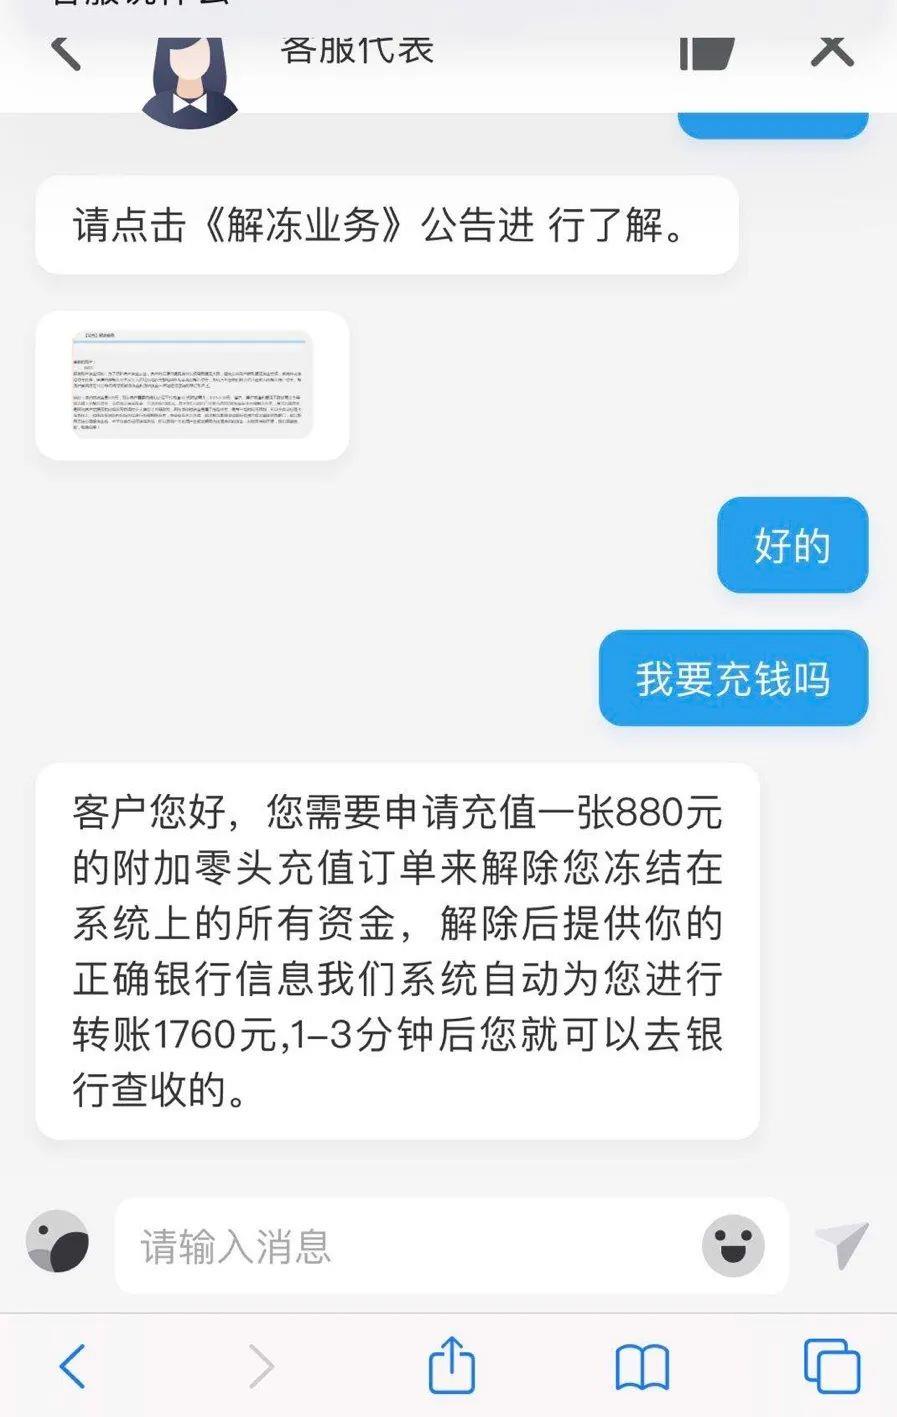 客服说什么
客服代表
请点击《解冻业务》公告进 行了解。
好的
我要充钱吗
客户您好，您需要申请充值一张880元
的附加零头充值订单来解除您冻结在
系统上的所有资金，解除后提供你的
正确银行信息我们系统自动为您进行
转账1760元,1–3分钟后您就可以去银
行查收的。
请输入消息